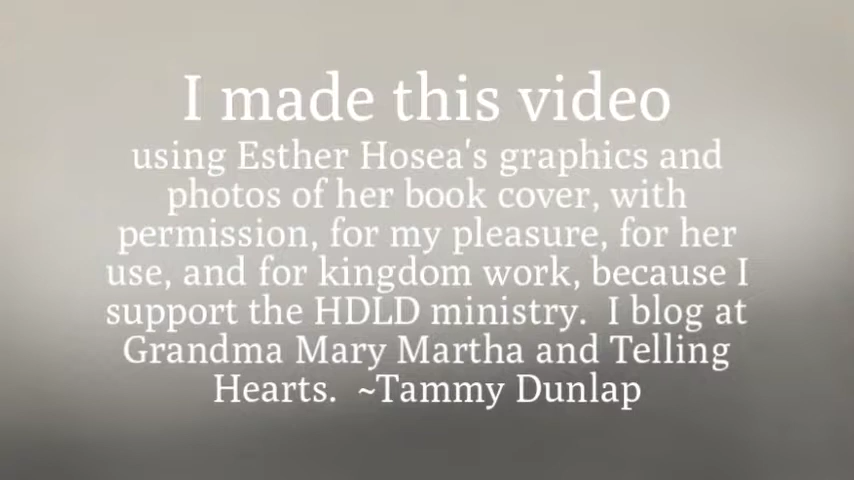 I made this video
using Esther Hosea's graphics and
photos of her book cover, with
permission, for my pleasure, for her
use, and for kingdom work, because I
support the HDLD ministry.  I blog at
Grandma Mary Martha and Telling
Hearts.  ~Tammy Dunlap